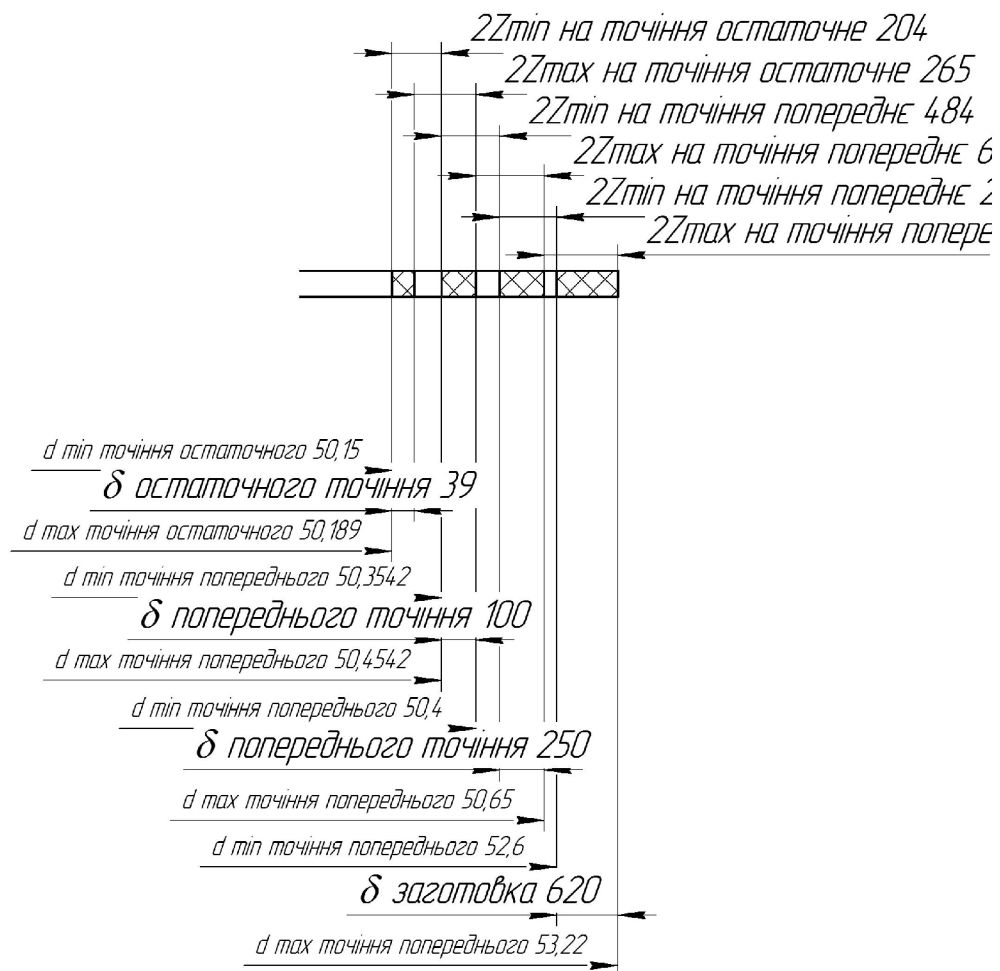 2Zmin на точіння остаточне 204
2Zmax на точіння остаточне 265
2Zmin на точіння попереднє 484
2Zmax на точіння попереднє 6
2Zmin на точіння попереднє 2
2Zmax на точіння попере
d min точіння остаточного 50,15
δ остаточного точіння 39
d max точіння остаточного 50,189
d min точіння попереднього 50,3542
δ попереднього точіння 100
d max точіння попереднього 50,4542
d min точіння попереднього 50,4
δ попереднього точіння 250
d max точіння попереднього 50,65
d min точіння попереднього 52,6
δ заготовка 620
d max точіння попереднього 53,22